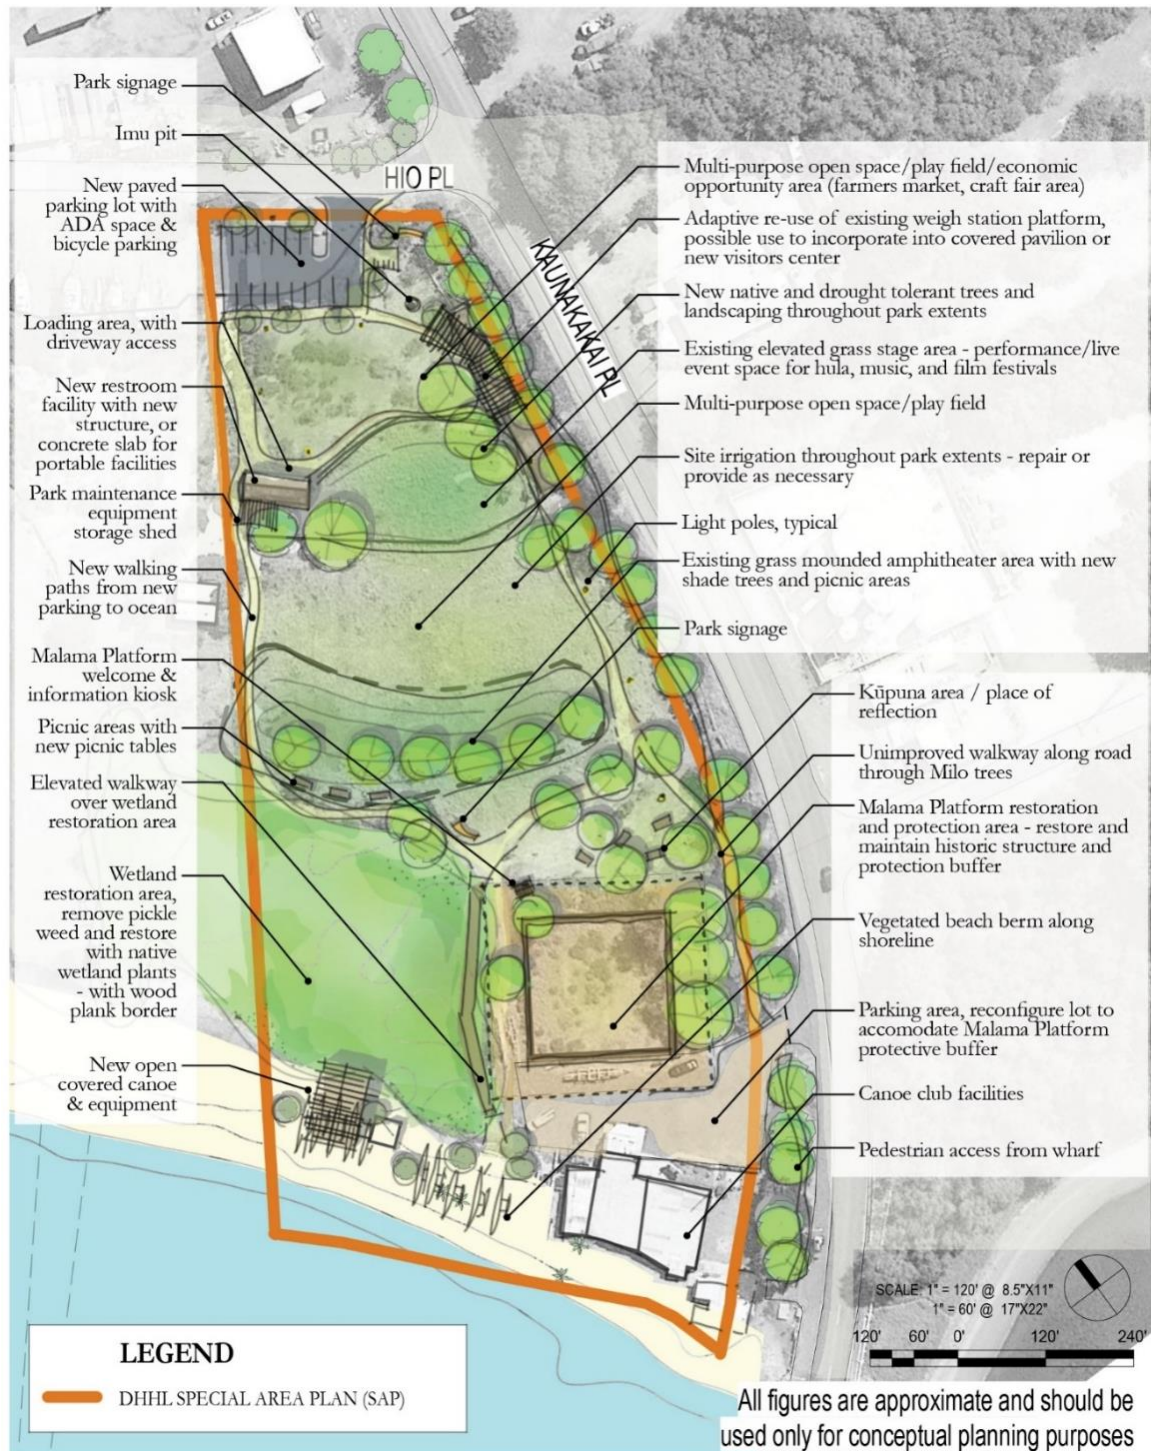 Park signage
Imu pit
New paved
parking lot with
ADA space &
bicycle parking
Loading area, with
driveway access
New restroom
facility with new
structure, or
concrete slab for
portable facilities
Park maintenance
equipment
storage shed
New walking
paths from new
parking to ocean
Malama Platform
welcome &
information kiosk
Picnic areas with
new picnic tables
Elevated walkway
over wetland
restoration area
Wetland
restoration area,
remove pickle
weed and restore
with native
wetland plants
- with wood
plank border
New open
covered canoe
& equipment
HIO PL
KAUNAKAKAI PL
Multi-purpose open space/play field/economic
opportunity area (farmers market, craft fair area)
Adaptive re-use of existing weigh station platform,
possible use to incorporate into covered pavilion or
new visitors center
New native and drought tolerant trees and
landscaping throughout park extents
Existing elevated grass stage area - performance/live
event space for hula, music, and film festivals
Multi-purpose open space/play field
Site irrigation throughout park extents - repair or
provide as necessary
Light poles, typical
Existing grass mounded amphitheater area with new
shade trees and picnic areas
Park signage
Kūpuna area / place of
reflection
Unimproved walkway along road
through Milo trees
Malama Platform restoration
and protection area - restore and
maintain historic structure and
protection buffer
Vegetated beach berm along
shoreline
Parking area, reconfigure lot to
accomodate Malama Platform
protective buffer
Canoe club facilities
Pedestrian access from wharf
SCALE: 1" = 120' @ 8.5"X11"
1" = 60' @ 17"X22"
120' 60' 0' 120' 240'
LEGEND
DHHL SPECIAL AREA PLAN (SAP)
All figures are approximate and should be
used only for conceptual planning purposes